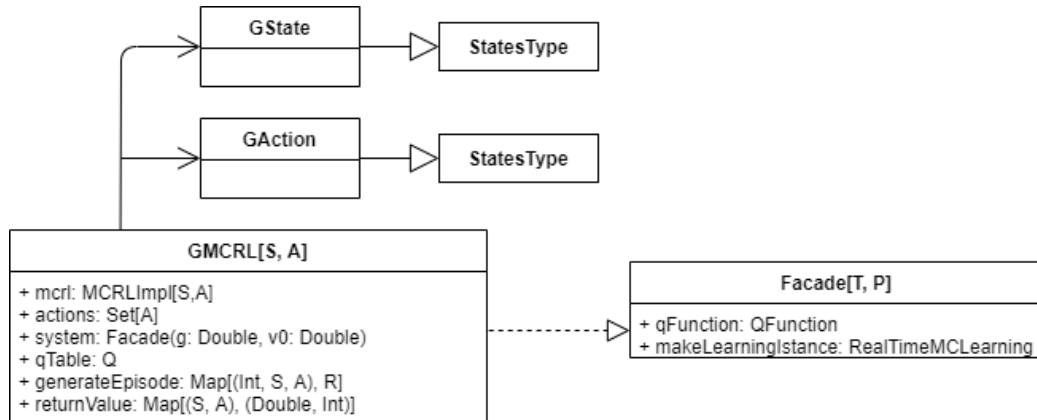 GState
StatesType
GAction
StatesType
GMCRL[S, A]
+ mcrl: MCRLImpl[S,A]
+ actions: Set[A]
+ system: Facade(g: Double, v0: Double)
+ qTable: Q
+ generateEpisode: Map[(Int, S, A), R]
+ returnValue: Map[(S, A), (Double, Int)]
Facade[T, P]
+ qFunction: QFunction
+ makeLearningIstance: RealTimeMCLearning